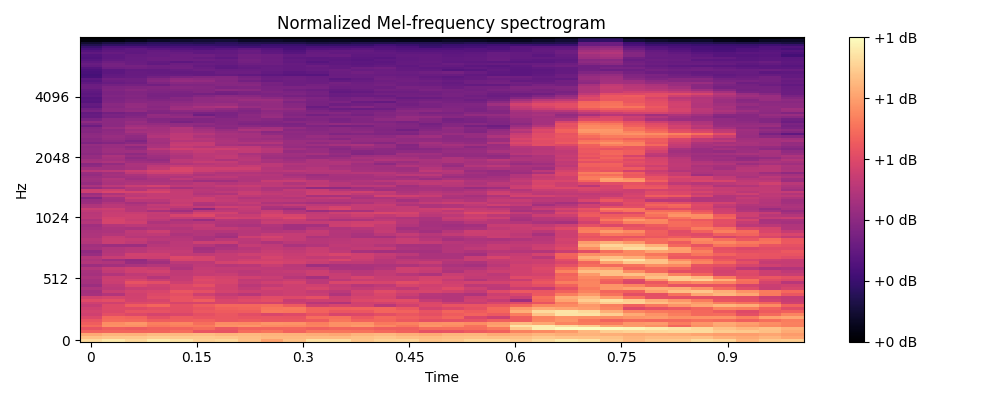 Normalized Mel-frequency spectrogram
Hz
4096
2048
1024
512
0
0 0.15 0.3 0.45 0.6 0.75 0.9
Time
+1 dB
+1 dB
+1 dB
+0 dB
+0 dB
+0 dB